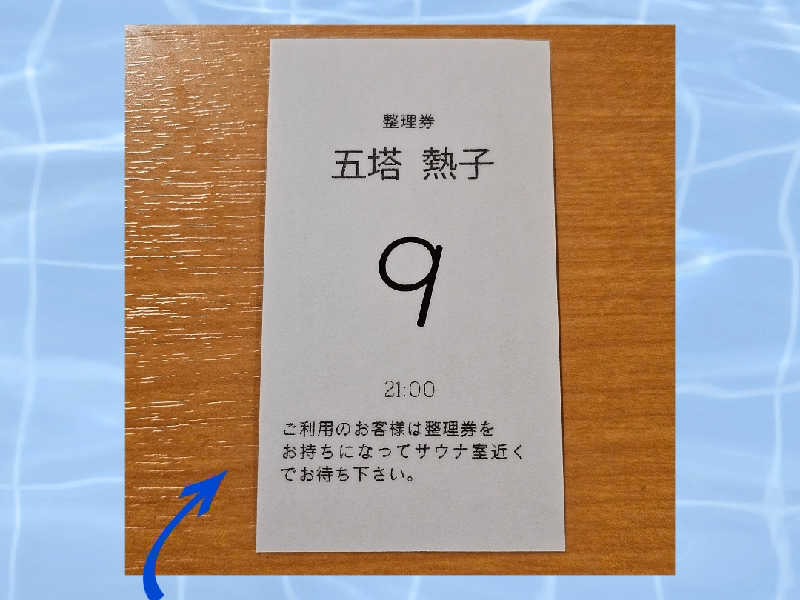 整理券
五塔 熱子
9
21:00
ご利用のお客様は整理券を
お持ちになってサウナ室近く
でお待ち下さい。